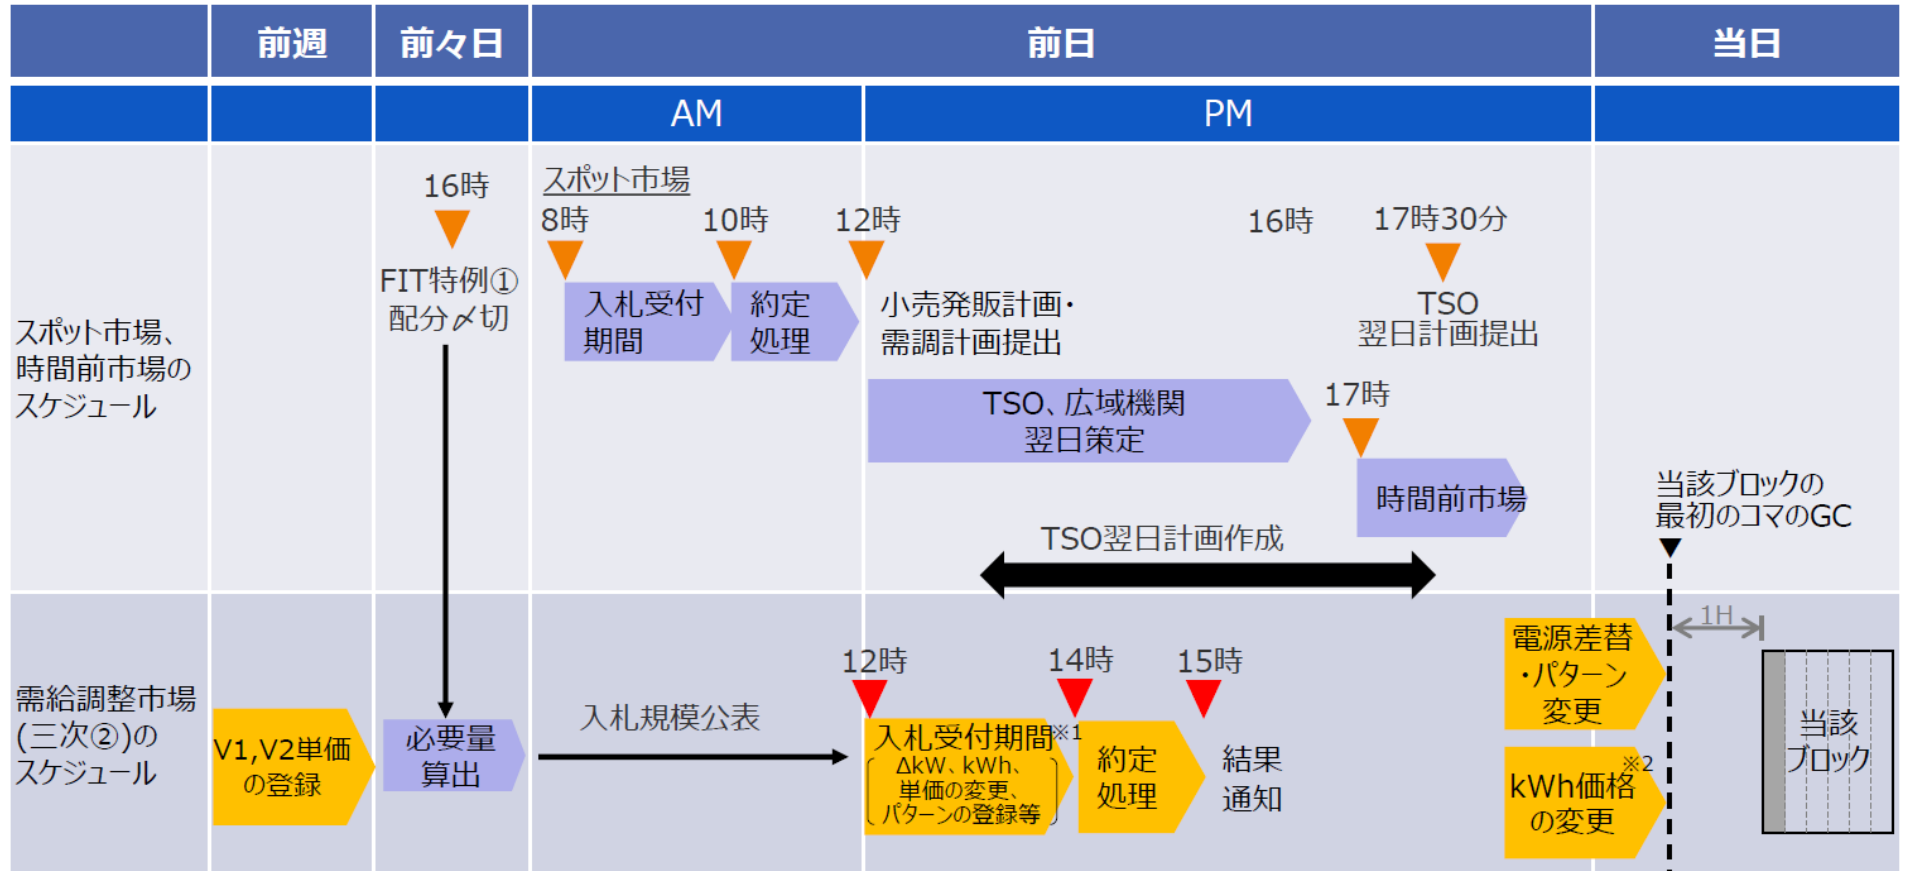 前週
前々日
前日
当日
AM
PM
スポット市場、
時間前市場の
スケジュール
16時
FIT特例①
配分〆切
スポット市場
8時
10時
12時
入札受付
期間
約定
処理
小売発販計画・
需調計画提出
16時
17時30分
TSO
翌日計画提出
TSO、広域機関
翌日策定
17時
時間前市場
TSO翌日計画作成
当該ブロックの
最初のコマのGC
需給調整市場
(三次②)の
スケジュール
V1,V2単価
の登録
必要量
算出
入札規模公表
12時
14時
15時
入札受付期間※1
ΔkW、kWh、
単価の変更、
パターンの登録等
約定
処理
結果
通知
電源差替
・パターン
変更
kWh価格※2
の変更
1H
当該
ブロック